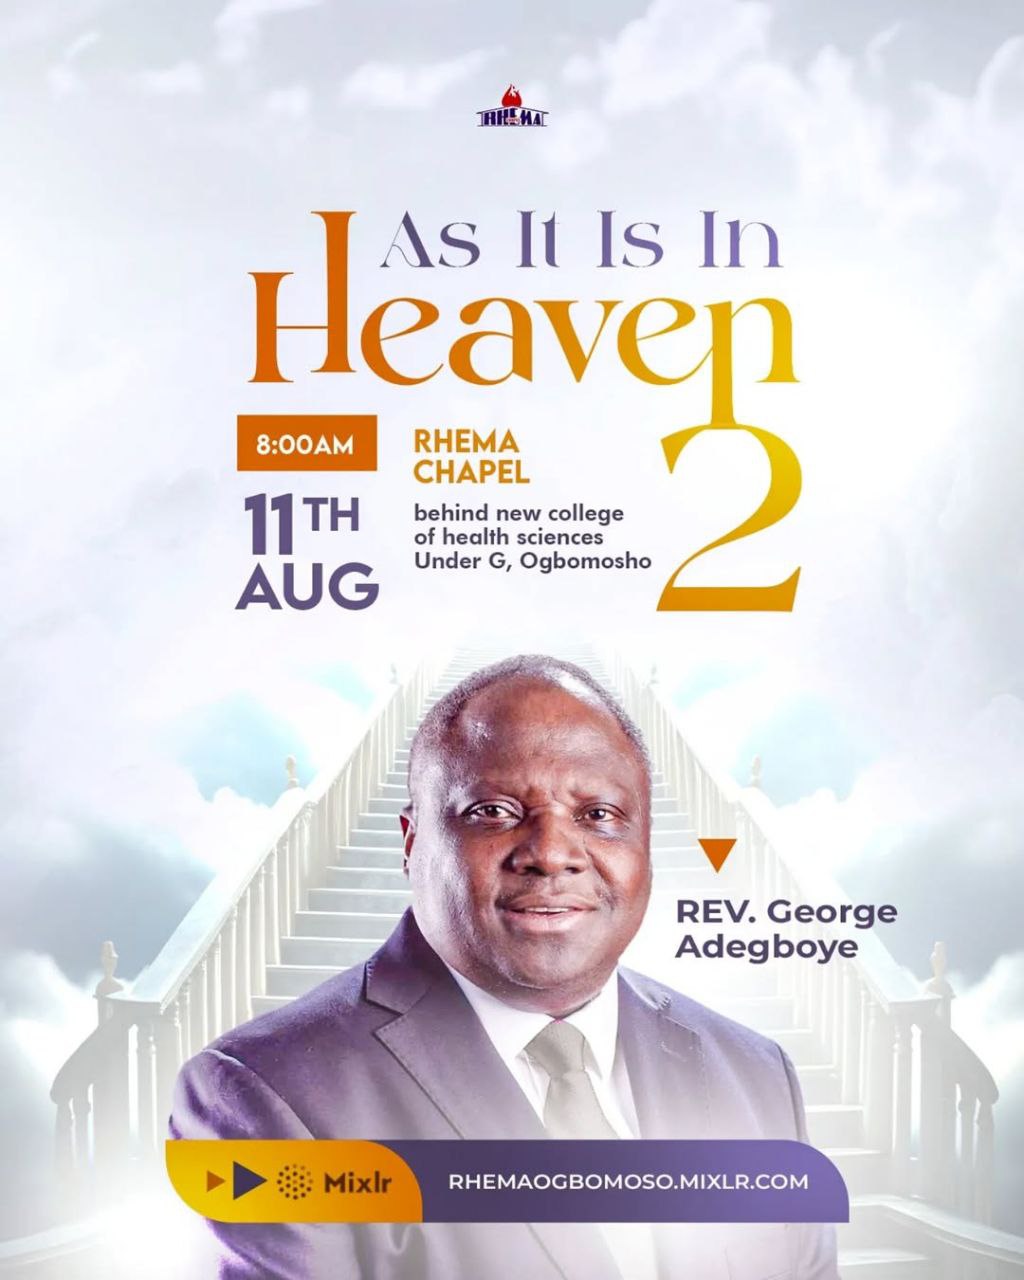 RHEMA
As It Is In
Heaven
2
8:00AM
11TH
AUG
RHEMA
CHAPEL
behind new college
of health sciences
Under G, Ogbomosho
REV. George
Adegboye
Mixlr
RHEMAOGBOMOSO.MIXLR.COM